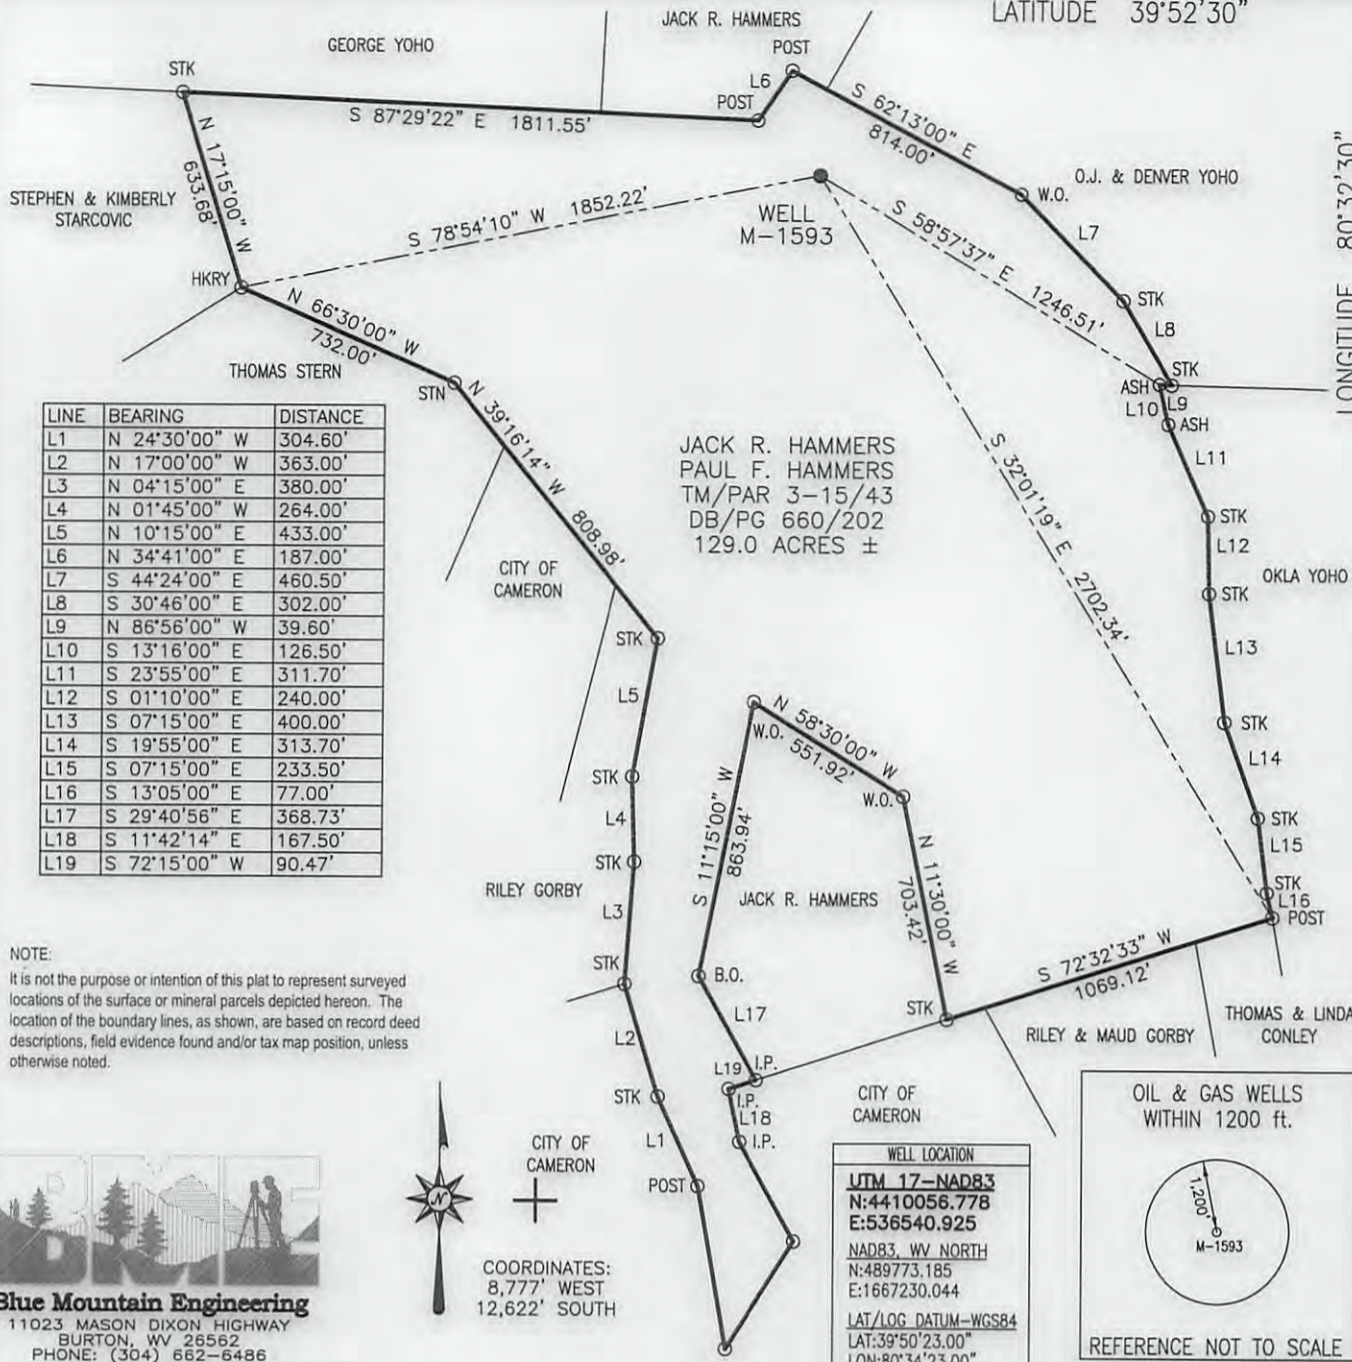 LATITUDE 39°52'30"
JACK R. HAMMERS
GEORGE YOHO
POST
STK
L6
POST
S 87°29'22" E 1811.55'
S 62°13'00" E
814.00'
LONGITUDE 80°32'30"
N 17°15'00" W
633.68'
STEPHEN & KIMBERLY
STARCOVIC
O.J. & DENVER YOHO
W.O.
S 78°54'10" W 1852.22'
WELL
M-1593
S 58°57'37" E 1246.51'
L7
HKRY
N 66°30'00" W
732.00'
STK
L8
THOMAS STERN
STN
STK
ASH
L9
L10
ASH
N 39°16'14" W 808.98'
S 32°01'19" E 2702.34'
L11
LINE BEARING DISTANCE
L1 N 24°30'00" W 304.60'
L2 N 17°00'00" W 363.00'
L3 N 04°15'00" E 380.00'
L4 N 01°45'00" W 264.00'
L5 N 10°15'00" E 433.00'
L6 N 34°41'00" E 187.00'
L7 S 44°24'00" E 460.50'
L8 S 30°46'00" E 302.00'
L9 N 86°56'00" W 39.60'
L10 S 13°16'00" E 126.50'
L11 S 23°55'00" E 311.70'
L12 S 01°10'00" E 240.00'
L13 S 07°15'00" E 400.00'
L14 S 19°55'00" E 313.70'
L15 S 07°15'00" E 233.50'
L16 S 13°05'00" E 77.00'
L17 S 29°40'56" E 368.73'
L18 S 11°42'14" E 167.50'
L19 S 72°15'00" W 90.47'
JACK R. HAMMERS
PAUL F. HAMMERS
TM/PAR 3-15/43
DB/PG 660/202
129.0 ACRES ±
STK
L12
CITY OF
CAMERON
OKLA YOHO
STK
STK
L13
L5
N 58°30'00" W
551.92'
W.O.
STK
L14
STK
W.O.
L4
STK
L15
S 11°15'00" W
863.94'
N 11°30'00" W
703.42'
STK
RILEY GORBY
JACK R. HAMMERS
STK
L16
POST
L3
S 72°32'33" W
1069.12'
NOTE:
It is not the purpose or intention of this plat to represent surveyed
locations of the surface or mineral parcels depicted hereon. The
location of the boundary lines, as shown, are based on record deed
descriptions, field evidence found and/or tax map position, unless
otherwise noted.
STK
B.O.
L17
STK
RILEY & MAUD GORBY
THOMAS & LINDA
CONLEY
L2
L19
I.P.
I.P.
STK
L18
I.P.
CITY OF
CAMERON
L1
CITY OF
CAMERON
POST
N
COORDINATES:
8,777' WEST
12,622' SOUTH
WELL LOCATION
UTM 17-NAD83
N:4410056.778
E:536540.925
NAD83, WV NORTH
N:489773.185
E:1667230.044
LAT/LOG DATUM-WGS84
LAT:39°50'23.00"
LON:80°34'23.00"
OIL & GAS WELLS
WITHIN 1200 ft.
1,200'
M-1593
REFERENCE NOT TO SCALE
BME
Blue Mountain Engineering
11023 MASON DIXON HIGHWAY
BURTON, WV 26562
PHONE: (304) 662-6486